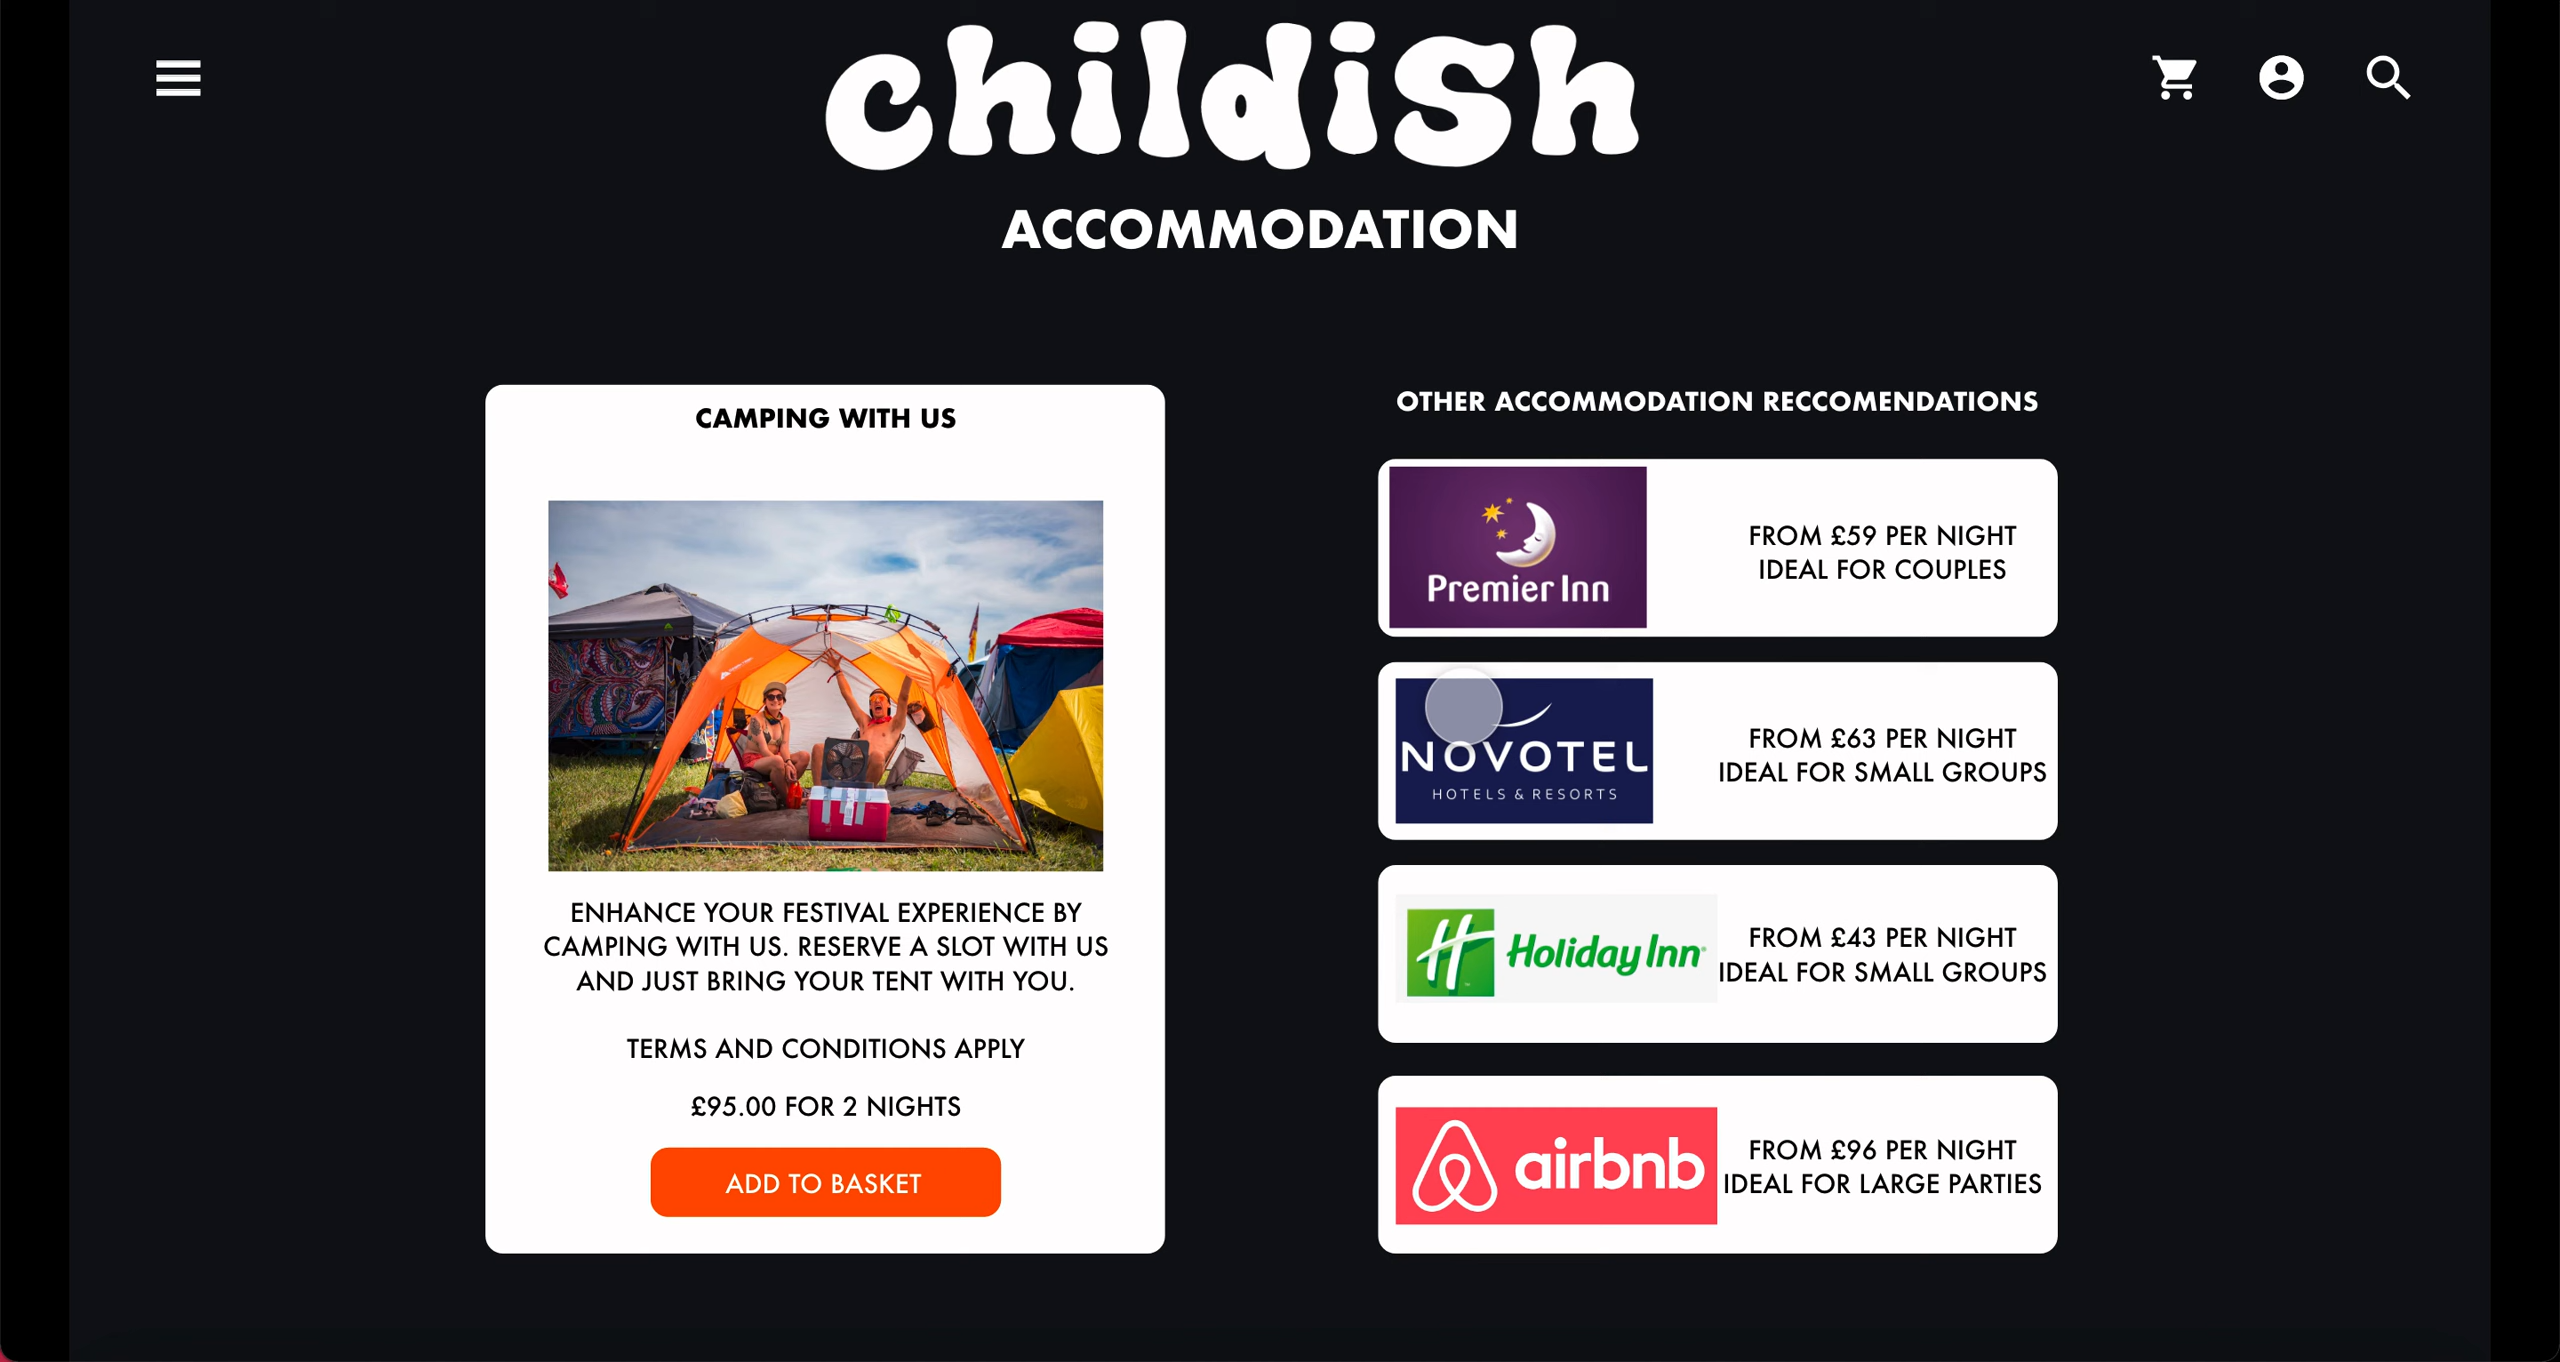 childish
ACCOMMODATION
CAMPING WITH US
ENHANCE YOUR FESTIVAL EXPERIENCE BY
CAMPING WITH US. RESERVE A SLOT WITH US
AND JUST BRING YOUR TENT WITH YOU.
TERMS AND CONDITIONS APPLY
£95.00 FOR 2 NIGHTS
ADD TO BASKET
OTHER ACCOMMODATION RECCOMENDATIONS
Premier Inn
FROM £59 PER NIGHT
IDEAL FOR COUPLES
NOVOTEL
HOTELS & RESORTS
FROM £63 PER NIGHT
IDEAL FOR SMALL GROUPS
H Holiday Inn
FROM £43 PER NIGHT
IDEAL FOR SMALL GROUPS
airbnb
FROM £96 PER NIGHT
IDEAL FOR LARGE PARTIES